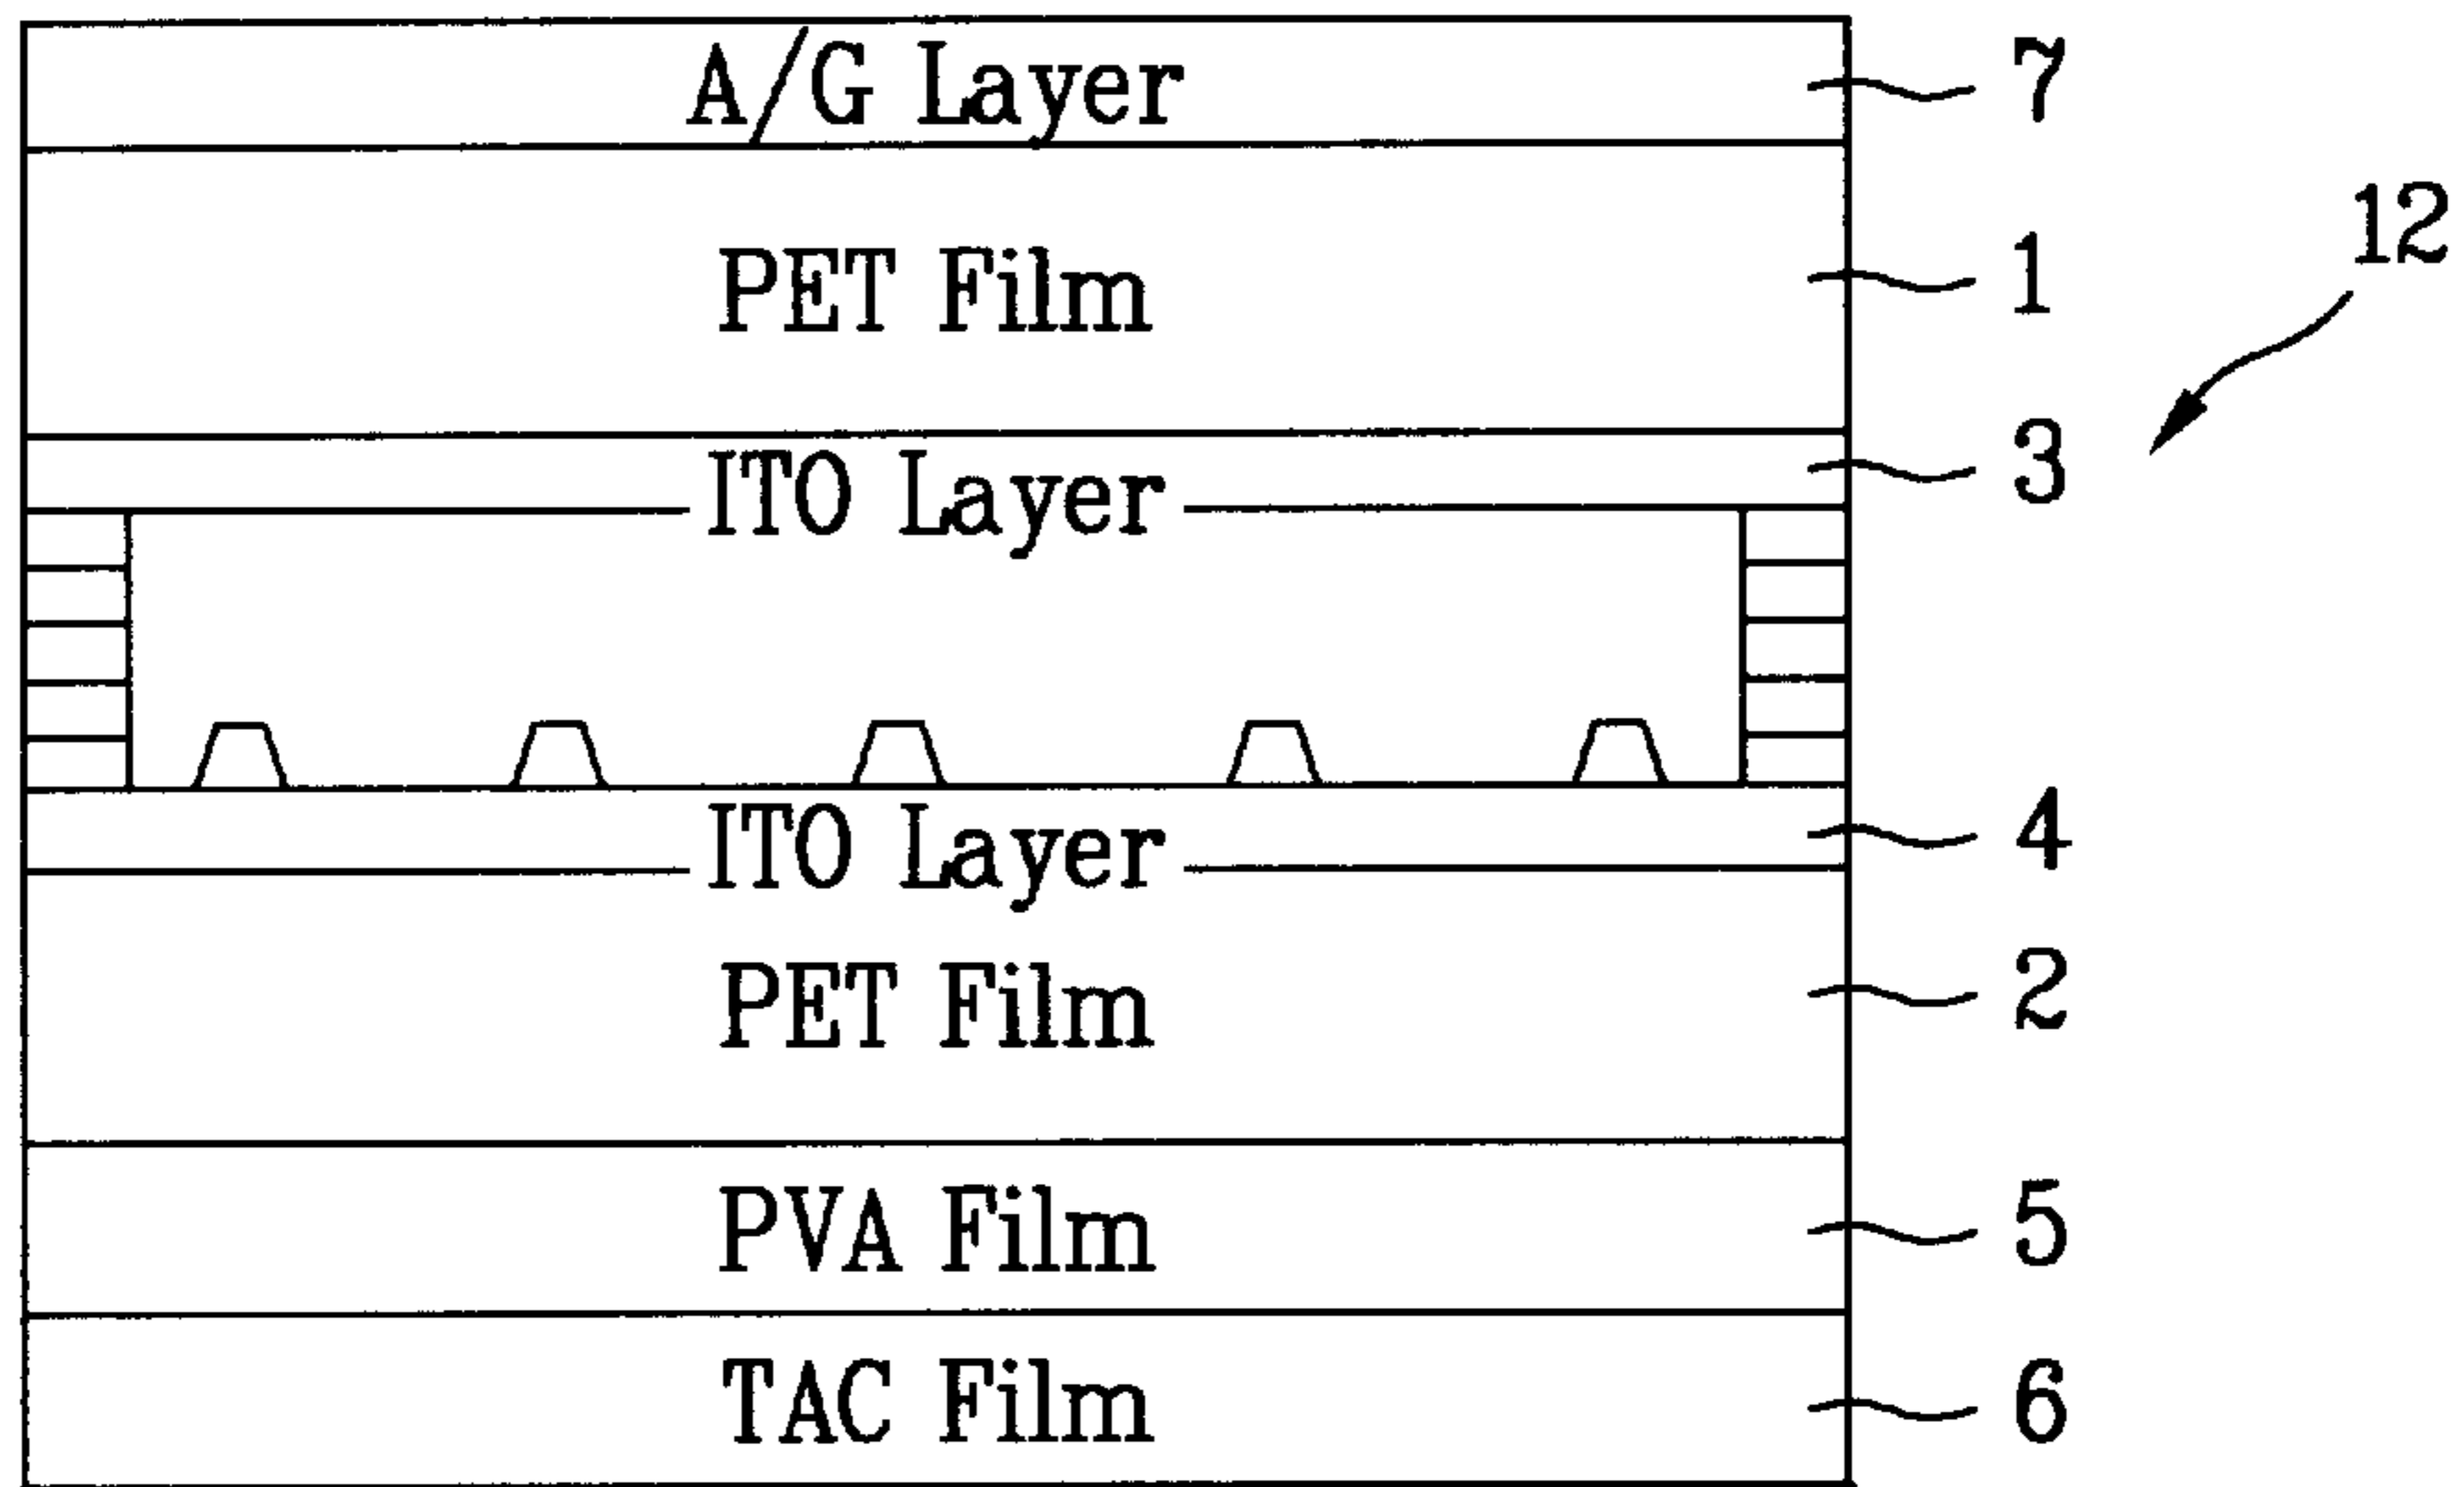 A/G Layer 7
PET Film 1
12
ITO Layer 3
ITO Layer 4
PET Film 2
PVA Film 5
TAC Film 6